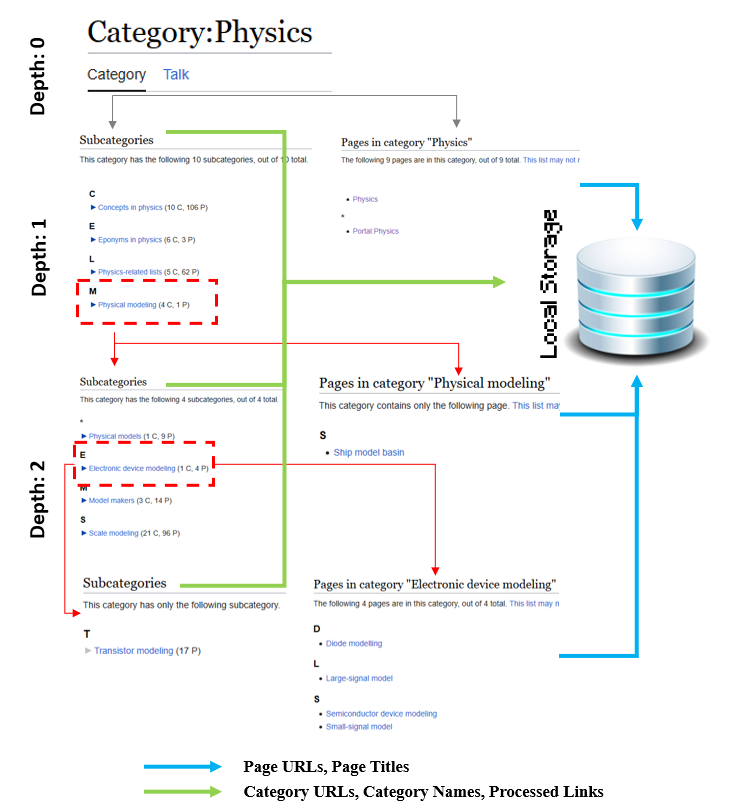 Depth: 0
Category:Physics
Category Talk
Subcategories
This category has the following 10 subcategories, out of 10 total.
Pages in category "Physics"
The following 9 pages are in this category, out of 9 total. This list may not r
Depth: 1
C
► Concepts in physics (10 C, 106 P)
E
► Eponyms in physics (6 C, 3 P)
L
► Physics-related lists (5 C, 62 P)
M
► Physical modeling (4 C, 1 P)
• Physics
*
• Portal:Physics
Local Storage
Depth: 2
Subcategories
This category has the following 4 subcategories, out of 4 total.
*
► Physical models (1 C, 9 P)
E
► Electronic device modeling (1 C, 4 P)
M
► Model makers (3 C, 14 P)
S
► Scale modeling (21 C, 96 P)
Pages in category "Physical modeling"
This category contains only the following page. This list may
S
• Ship model basin
Subcategories
This category has only the following subcategory.
T
► Transistor modeling (17 P)
Pages in category "Electronic device modeling"
The following 4 pages are in this category, out of 4 total. This list may n
D
• Diode modelling
L
• Large-signal model
S
• Semiconductor device modeling
• Small-signal model
Page URLs, Page Titles
Category URLs, Category Names, Processed Links